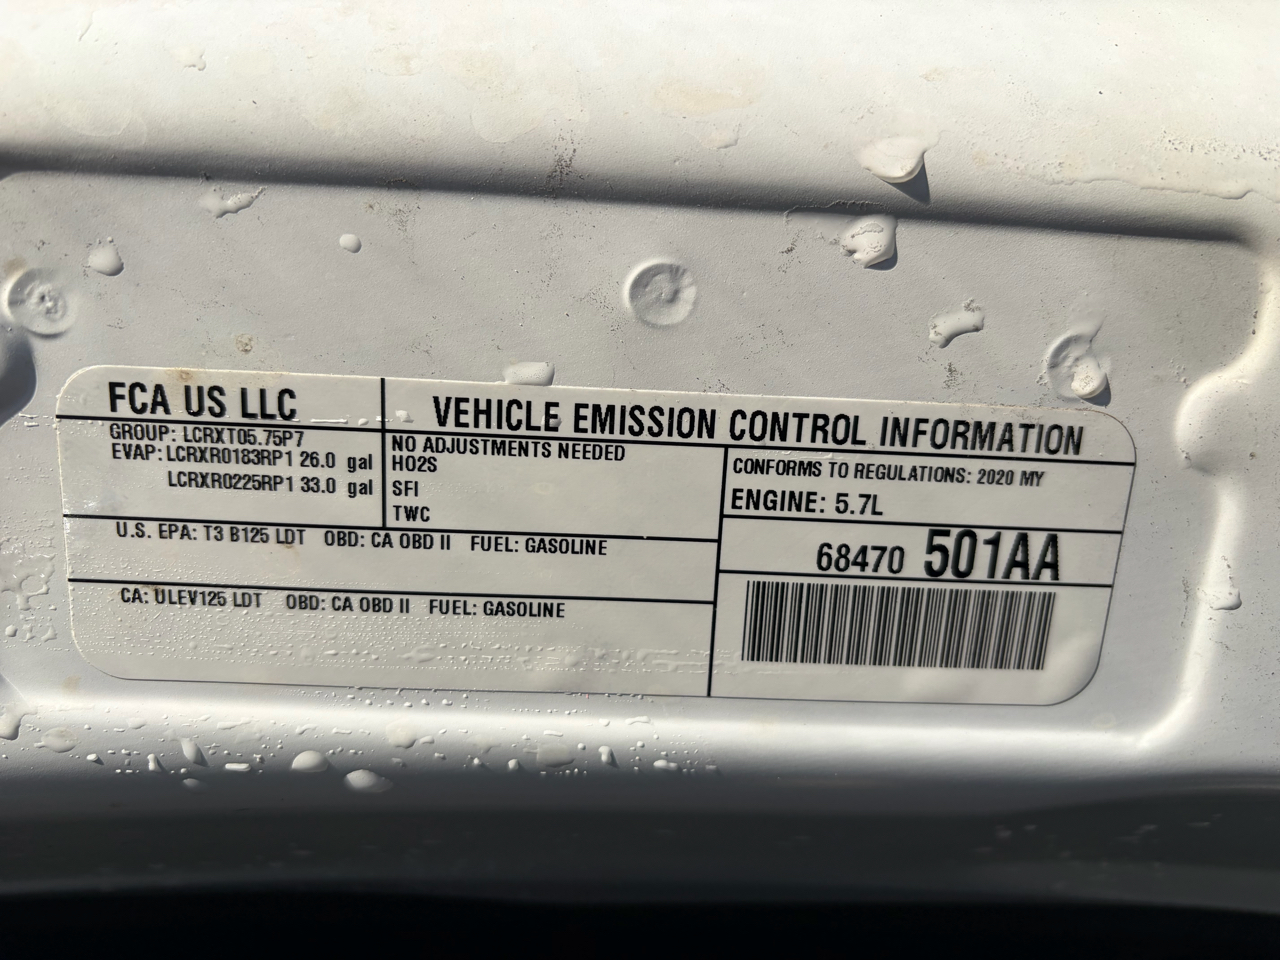 FCA US LLC
VEHICLE EMISSION CONTROL INFORMATION
GROUP: LCRXT05.75P7
EVAP: LCRXR0183RP1 26.0 gal
LCRXR0225RP1 33.0 gal
NO ADJUSTMENTS NEEDED
HO2S
SFI
TWC
CONFORMS TO REGULATIONS: 2020 MY
ENGINE: 5.7L
U.S. EPA: T3 B125 LDT OBD: CA OBD II FUEL: GASOLINE
68470 501AA
CA: ULEV125 LDT OBD: CA OBD II FUEL: GASOLINE